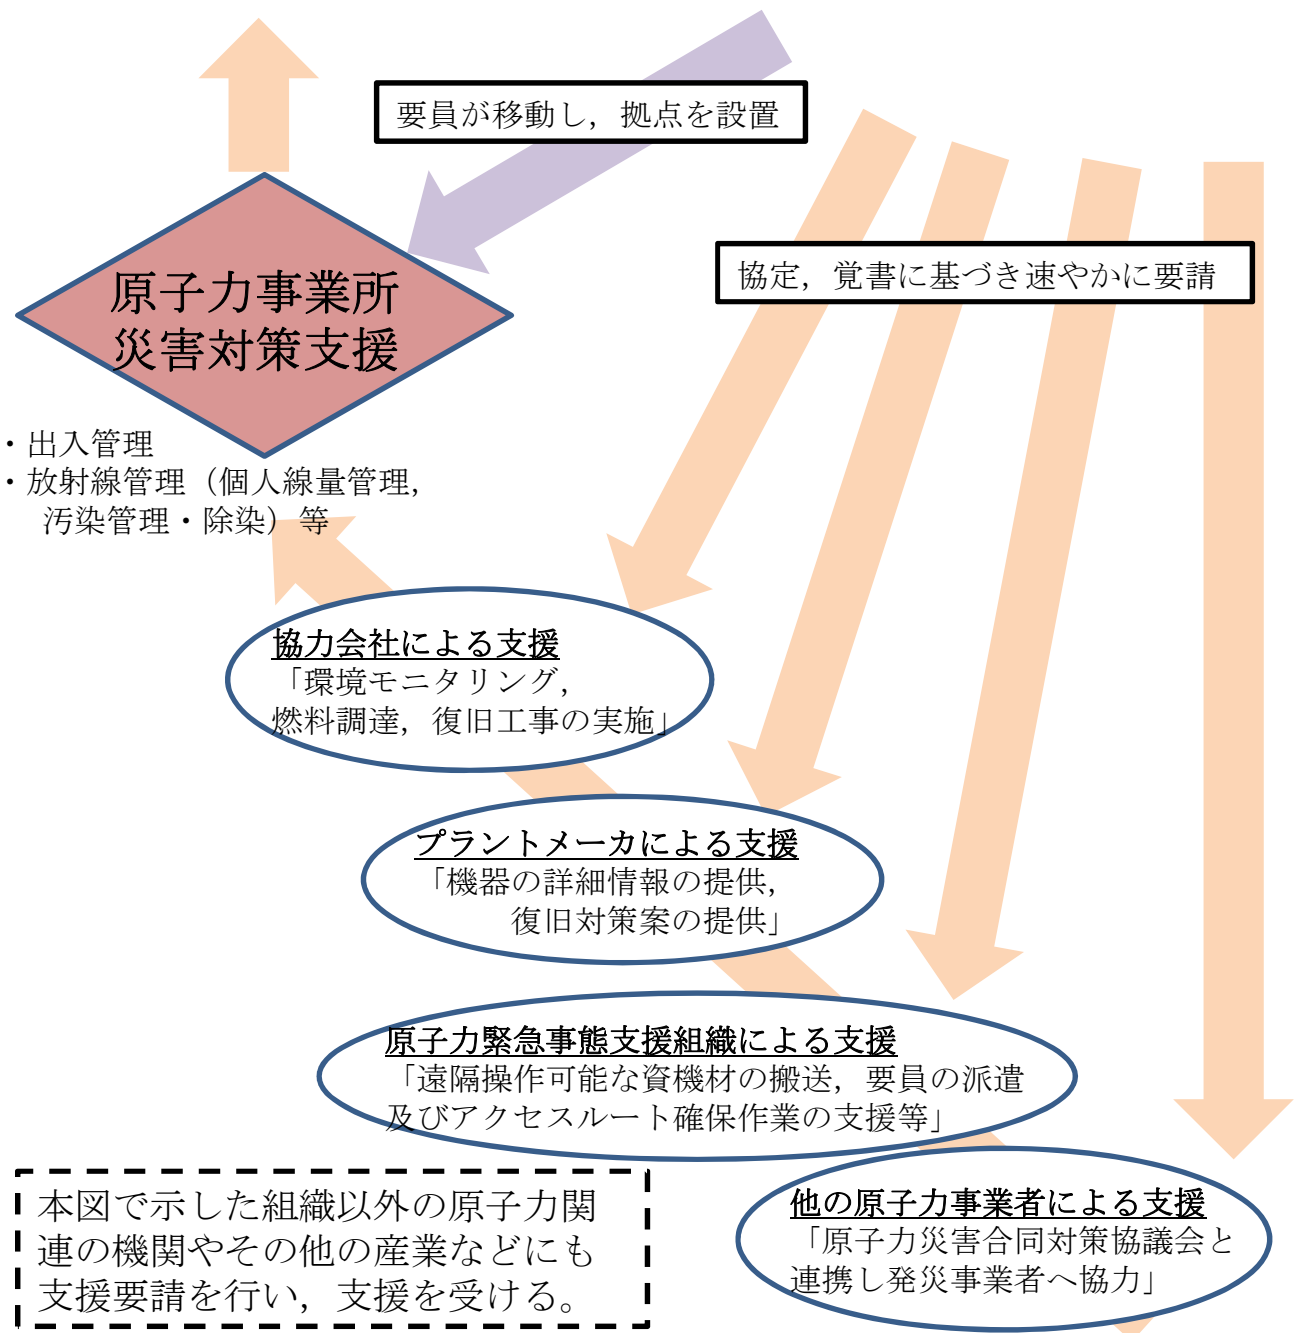 要員が移動し，拠点を設置
協定，覚書に基づき速やかに要請
原子力事業所
災害対策支援
・出入管理
・放射線管理（個人線量管理，
汚染管理・除染）等
協力会社による支援
「環境モニタリング，
燃料調達，復旧工事の実施」
プラントメーカによる支援
「機器の詳細情報の提供，
復旧対策案の提供」
原子力緊急事態支援組織による支援
「遠隔操作可能な資機材の搬送，要員の派遣
及びアクセスルート確保作業の支援等」
他の原子力事業者による支援
「原子力災害合同対策協議会と
連携し発災事業者へ協力」
本図で示した組織以外の原子力関
連の機関やその他の産業などにも
支援要請を行い，支援を受ける。